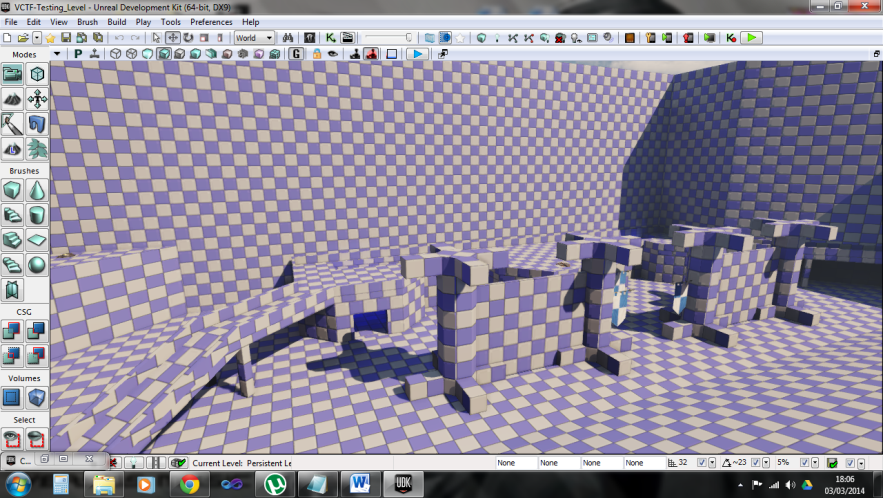 VCTF-Testing_Level - Unreal Development Kit (64-bit, DX9)
File Edit View Brush Build Play Tools Preferences Help
World
Modes
P
G
Brushes
CSG
Volumes
Select
C...
Current Level: Persistent Le
None None None None 32 ~23 5%
W
UDK
18:06
03/03/2014